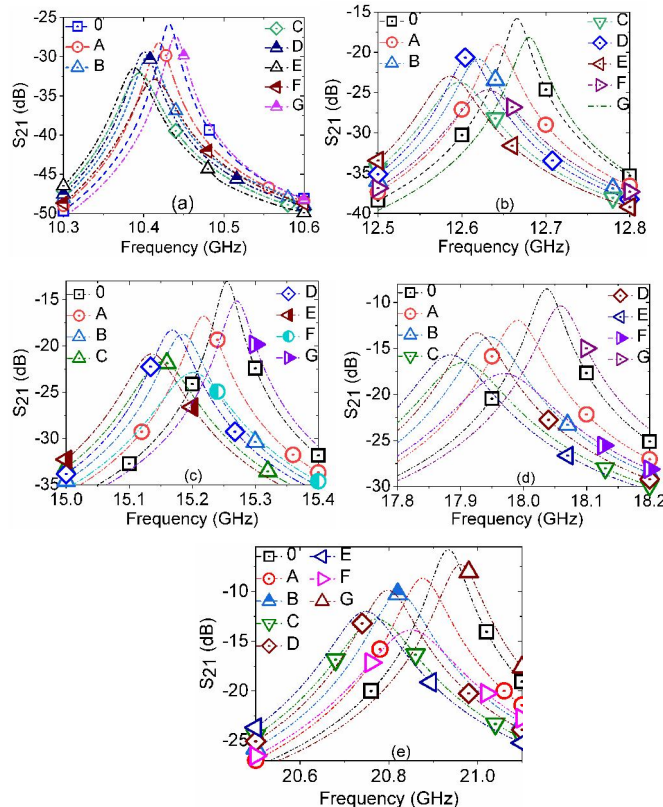 -25
-30
-35
-40
-45
-50
S21 (dB)
0
A
B
C
D
E
F
G
(a)
10.3 10.4 10.5 10.6
Frequency (GHz)
-15
-20
-25
-30
-35
-40
S21 (dB)
0
A
B
C
D
E
F
G
(b)
12.5 12.6 12.7 12.8
Frequency (GHz)
-15
-20
-25
-30
-35
S21 (dB)
0
A
B
C
D
E
F
G
(c)
15.0 15.1 15.2 15.3 15.4
Frequency (GHz)
-5
-10
-15
-20
-25
-30
S21 (dB)
0
A
B
C
D
E
F
G
(d)
17.8 17.9 18.0 18.1 18.2
Frequency (GHz)
-5
-10
-15
-20
-25
S21 (dB)
0
A
B
C
D
E
F
G
(e)
20.6 20.8 21.0
Frequency (GHz)